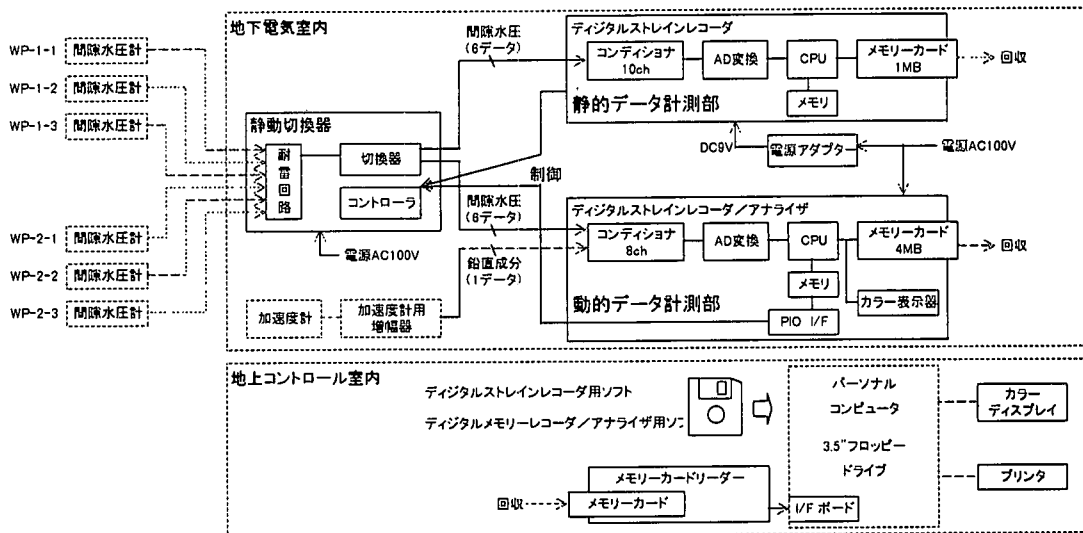 WP-1-1 間隙水圧計
WP-1-2 間隙水圧計
WP-1-3 間隙水圧計
WP-2-1 間隙水圧計
WP-2-2 間隙水圧計
WP-2-3 間隙水圧計
地下電気室内
静動切換器
耐雷回路
切換器
コントローラ
電源AC100V
加速度計
加速度計用
増幅器
間隙水圧
(6データ)
制御
間隙水圧
(6データ)
鉛直成分
(1データ)
ディジタルストレインレコーダ
コンディショナ
10ch
AD変換
CPU
メモリーカード
1MB
回収
メモリ
静的データ計測部
DC9V
電源アダプター
電源AC100V
ディジタルストレインレコーダ/アナライザ
コンディショナ
8ch
AD変換
CPU
メモリーカード
4MB
回収
メモリ
カラー表示器
動的データ計測部
PIO I/F
地上コントロール室内
ディジタルストレインレコーダ用ソフト
ディジタルメモリーレコーダ/アナライザ用ソフ
パーソナル
コンピュータ
3.5"フロッピー
ドライブ
カラー
ディスプレイ
プリンタ
メモリーカードリーダー
回収
メモリーカード
I/F ボード